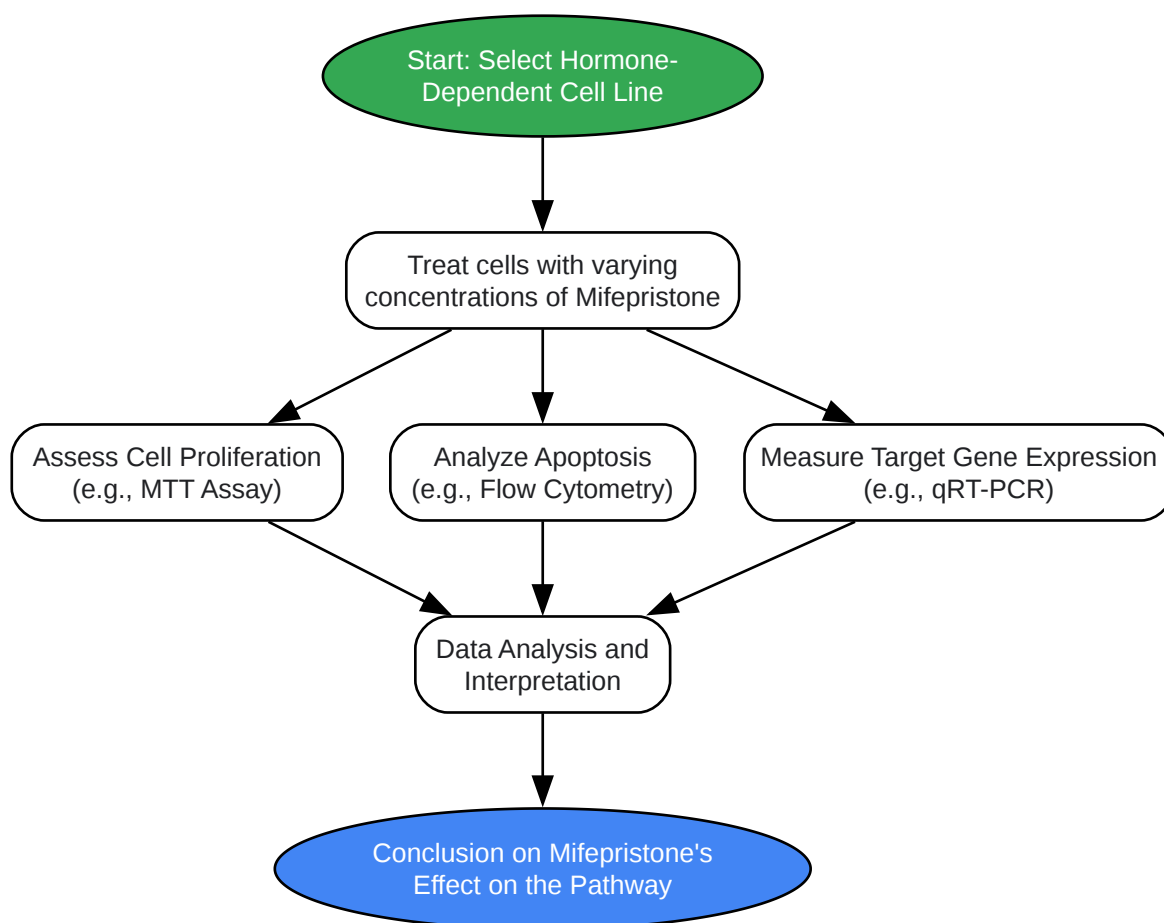 Start: Select Hormone-
Dependent Cell Line
Treat cells with varying
concentrations of Mifepristone
Assess Cell Proliferation
(e.g., MTT Assay)
Analyze Apoptosis
(e.g., Flow Cytometry)
Measure Target Gene Expression
(e.g., qRT-PCR)
Data Analysis and
Interpretation
Conclusion on Mifepristone's
Effect on the Pathway